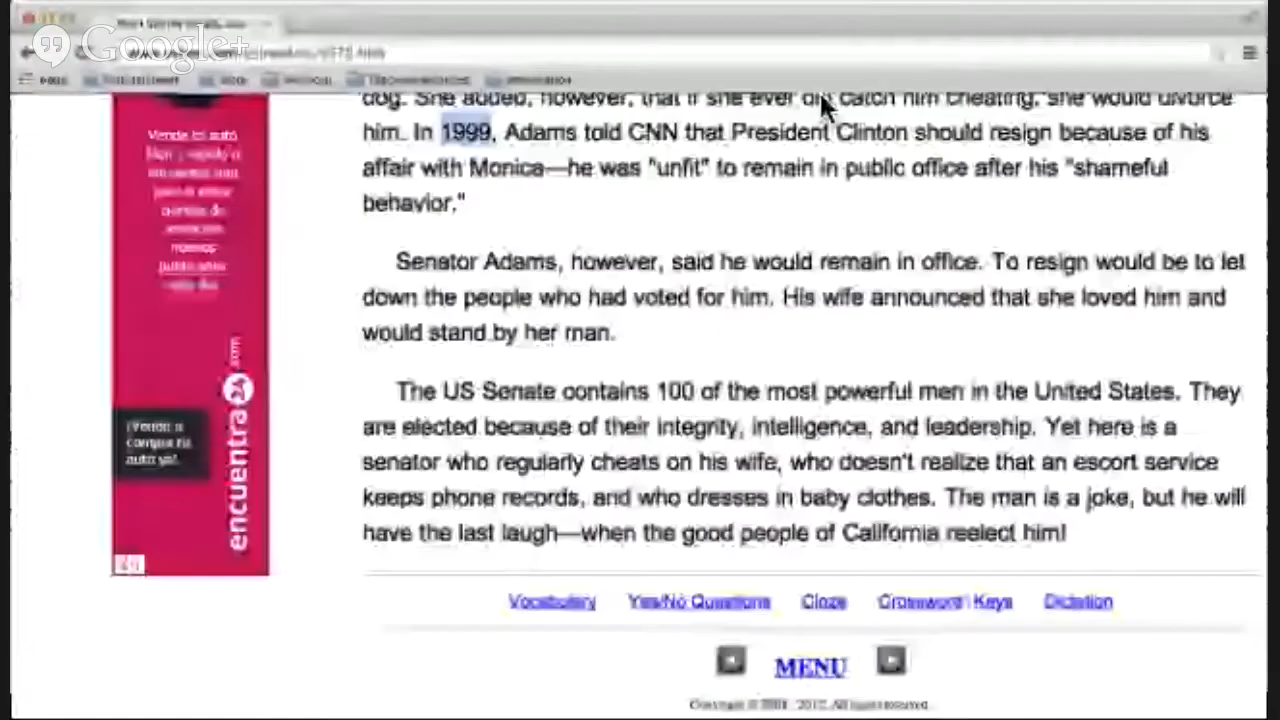 Google+
dog. She added, however, that if she ever did catch him cheating, she would divorce
him. In 1999, Adams told CNN that President Clinton should resign because of his
affair with Monica—he was "unfit" to remain in public office after his "shameful
behavior."
Senator Adams, however, said he would remain in office. To resign would be to let
down the people who had voted for him. His wife announced that she loved him and
would stand by her man.
The US Senate contains 100 of the most powerful men in the United States. They
are elected because of their integrity, intelligence, and leadership. Yet here is a
senator who regularly cheats on his wife, who doesn't realize that an escort service
keeps phone records, and who dresses in baby clothes. The man is a joke, but he will
have the last laugh—when the good people of California reelect him!
Vende tu auto
¡Vende o
compra tu
auto ya!
encuentra24.com
Vocabulary Yes/No Questions Cloze Crossword \ Keys Dictation
MENU
Copyright © 2012. All rights reserved.